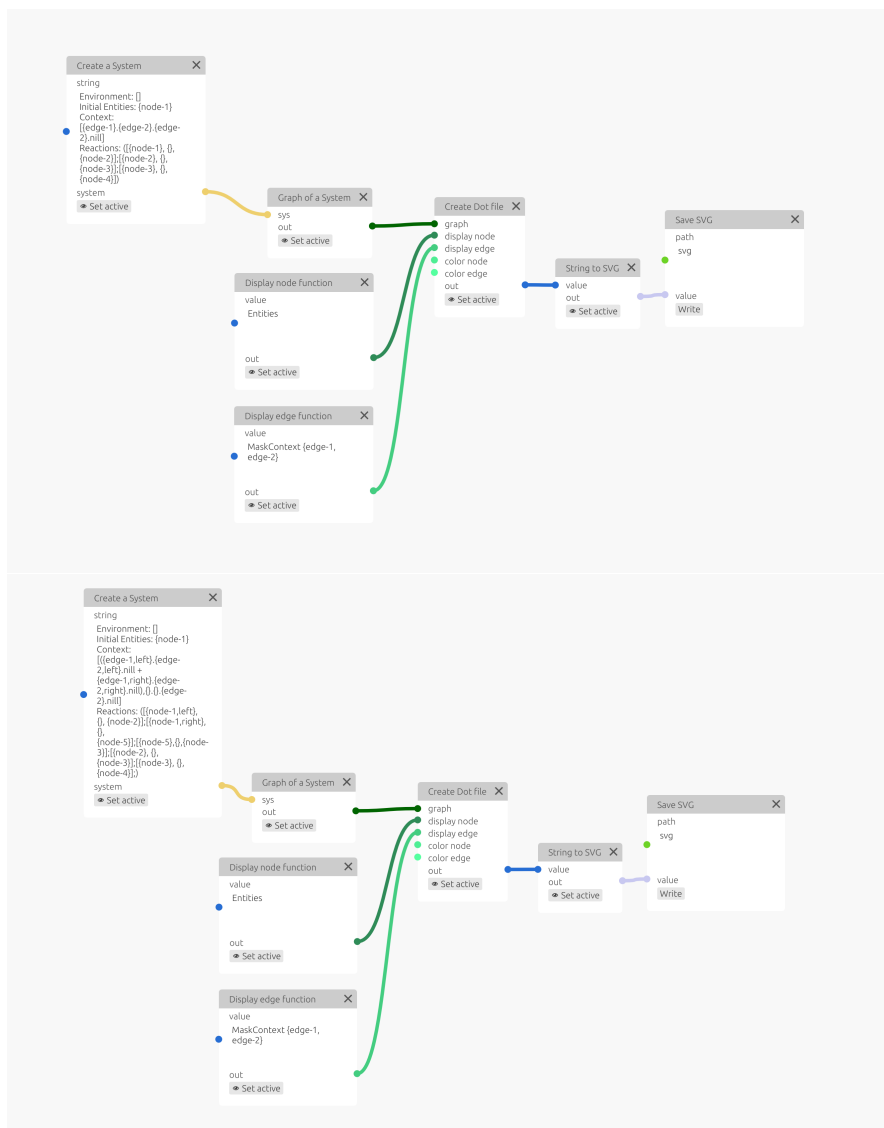 Create a System
string
Environment: []
Initial Entities: {node-1}
Context:
[{edge-1}.{edge-2}.{edge-
2}.nill]
Reactions: ([{node-1}, {},
{node-2}];[{node-2}, {},
{node-3}];[{node-3}, {},
{node-4}])
system
Set active
Graph of a System
sys
out
Set active
Display node function
value
Entities
out
Set active
Display edge function
value
MaskContext {edge-1,
edge-2}
out
Set active
Create Dot file
graph
display node
display edge
color node
color edge
out
Set active
String to SVG
value
out
Set active
Save SVG
path
svg
value
Write
Create a System
string
Environment: []
Initial Entities: {node-1}
Context:
[({edge-1,left}.{edge-
2,left}.nill +
{edge-1,right}.{edge-
2,right}.nill),{}.{}.{edge-
2}.nill]
Reactions: ([{node-1,left},
{}, {node-2}];[{node-1,right},
{},
{node-5}];[{node-5},{},{node-
3}];[{node-2}, {},
{node-3}];[{node-3}, {},
{node-4}];)
system
Set active
Graph of a System
sys
out
Set active
Display node function
value
Entities
out
Set active
Display edge function
value
MaskContext {edge-1,
edge-2}
out
Set active
Create Dot file
graph
display node
display edge
color node
color edge
out
Set active
String to SVG
value
out
Set active
Save SVG
path
svg
value
Write